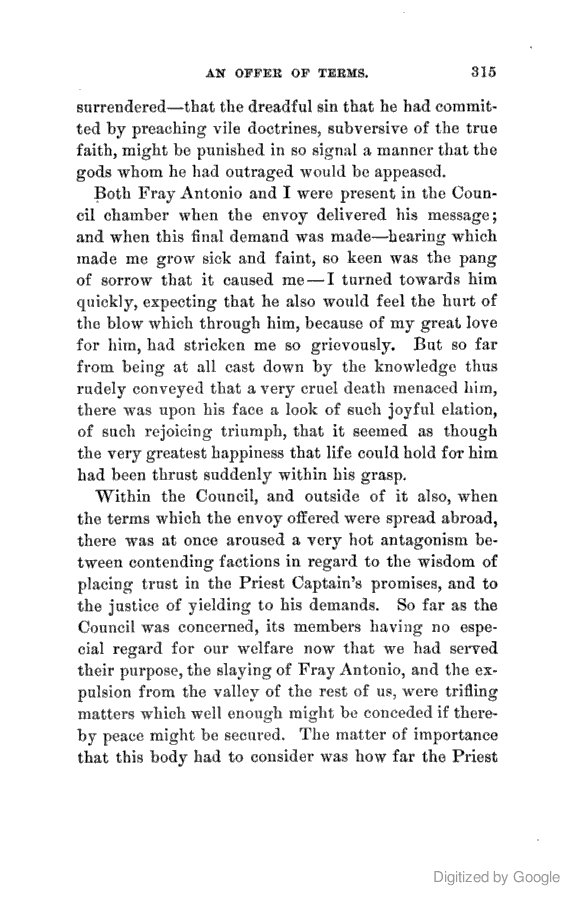 AN OFFER OF TERMS. 315
surrendered—that the dreadful sin that he had commit-
ted by preaching vile doctrines, subversive of the true
faith, might be punished in so signal a manner that the
gods whom he had outraged would be appeased.
Both Fray Antonio and I were present in the Coun-
cil chamber when the envoy delivered his message;
and when this final demand was made—hearing which
made me grow sick and faint, so keen was the pang
of sorrow that it caused me—I turned towards him
quickly, expecting that he also would feel the hurt of
the blow which through him, because of my great love
for him, had stricken me so grievously. But so far
from being at all cast down by the knowledge thus
rudely conveyed that a very cruel death menaced him,
there was upon his face a look of such joyful elation,
of such rejoicing triumph, that it seemed as though
the very greatest happiness that life could hold for him
had been thrust suddenly within his grasp.
Within the Council, and outside of it also, when
the terms which the envoy offered were spread abroad,
there was at once aroused a very hot antagonism be-
tween contending factions in regard to the wisdom of
placing trust in the Priest Captain's promises, and to
the justice of yielding to his demands. So far as the
Council was concerned, its members having no espe-
cial regard for our welfare now that we had served
their purpose, the slaying of Fray Antonio, and the ex-
pulsion from the valley of the rest of us, were trifling
matters which well enough might be conceded if there-
by peace might be secured. The matter of importance
that this body had to consider was how far the Priest
Digitized by Google